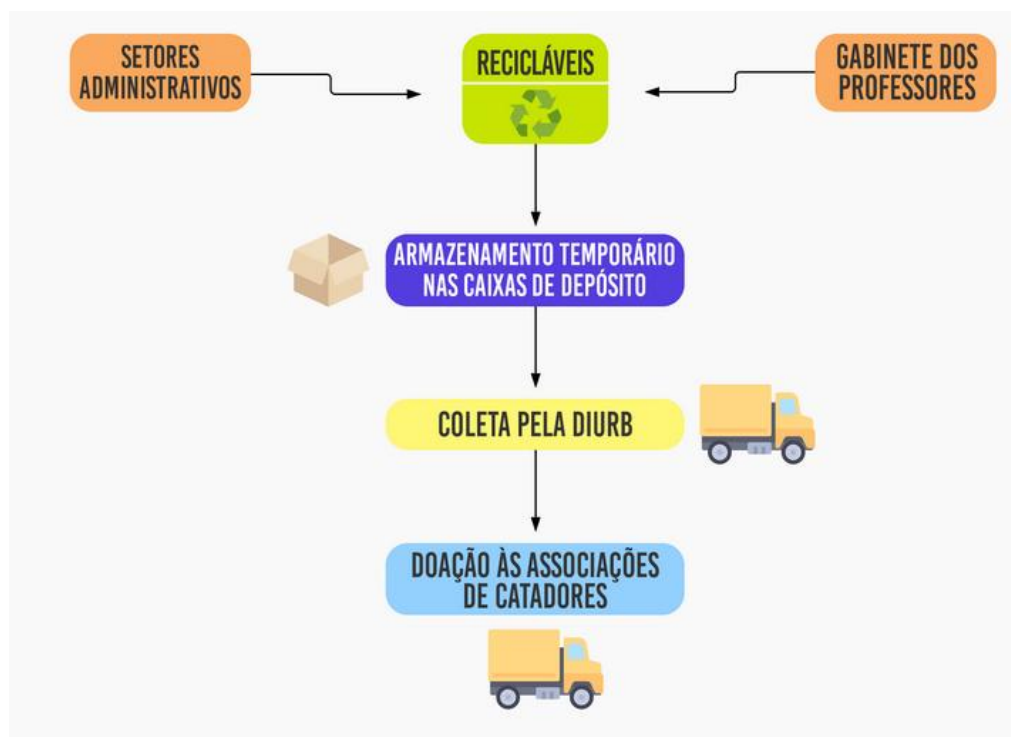 SETORES
ADMINISTRATIVOS
RECICLÁVEIS
GABINETE DOS
PROFESSORES
ARMAZENAMENTO TEMPORÁRIO
NAS CAIXAS DE DEPÓSITO
COLETA PELA DIURB
DOAÇÃO ÀS ASSOCIAÇÕES
DE CATADORES